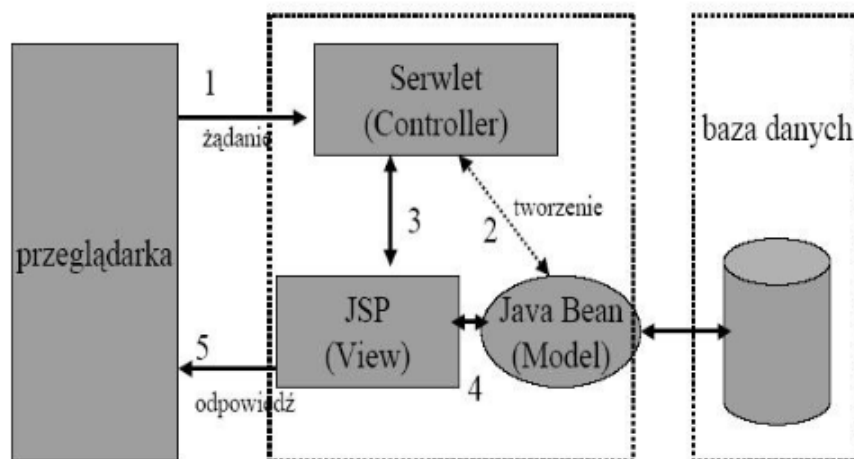 1
żądanie
Serwlet
(Controller)
baza danych
3
2
tworzenie
przeglądarka
JSP
(View)
Java Bean
(Model)
4
5
odpowiedź